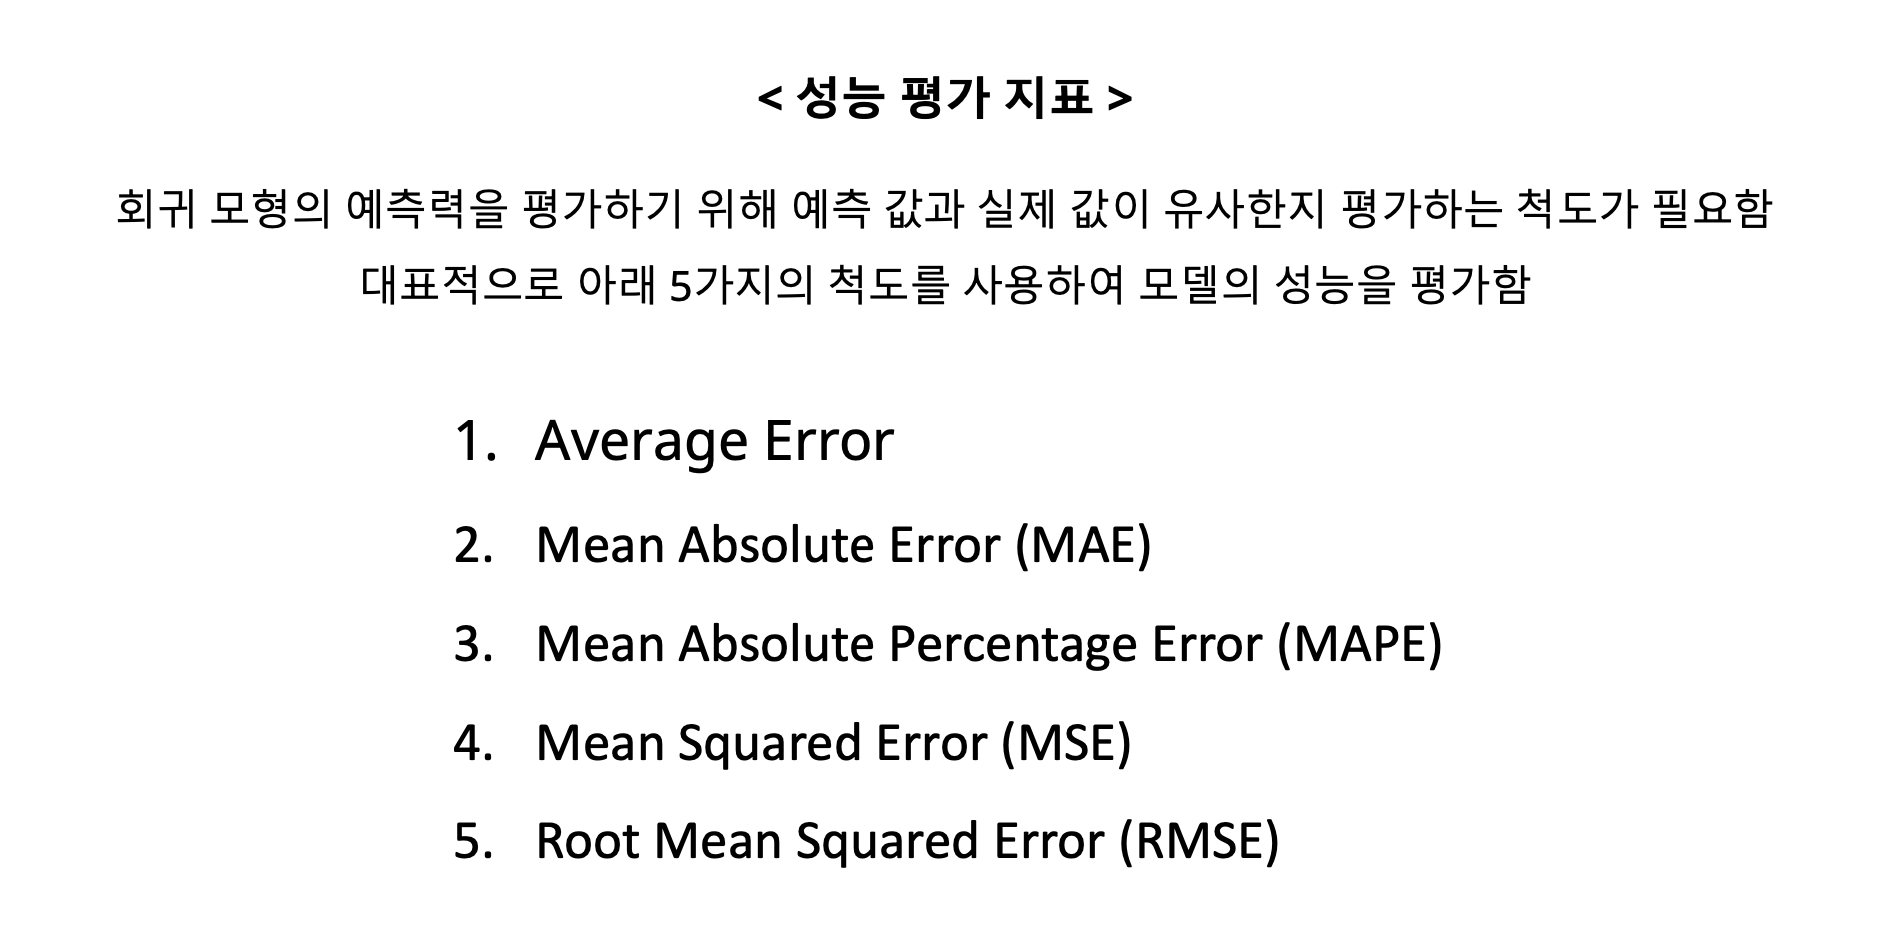 < 성능 평가 지표 >
회귀 모형의 예측력을 평가하기 위해 예측 값과 실제 값이 유사한지 평가하는 척도가 필요함
대표적으로 아래 5가지의 척도를 사용하여 모델의 성능을 평가함
1. Average Error
2. Mean Absolute Error (MAE)
3. Mean Absolute Percentage Error (MAPE)
4. Mean Squared Error (MSE)
5. Root Mean Squared Error (RMSE)